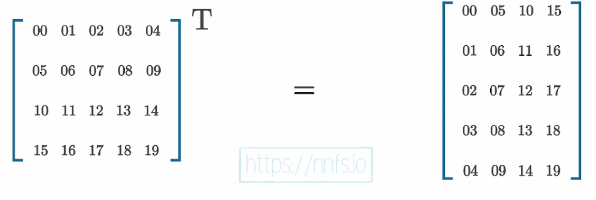 00 01 02 03 04
05 06 07 08 09
10 11 12 13 14
15 16 17 18 19
T
=
00 05 10 15
01 06 11 16
02 07 12 17
03 08 13 18
04 09 14 19
https://nnfs.io